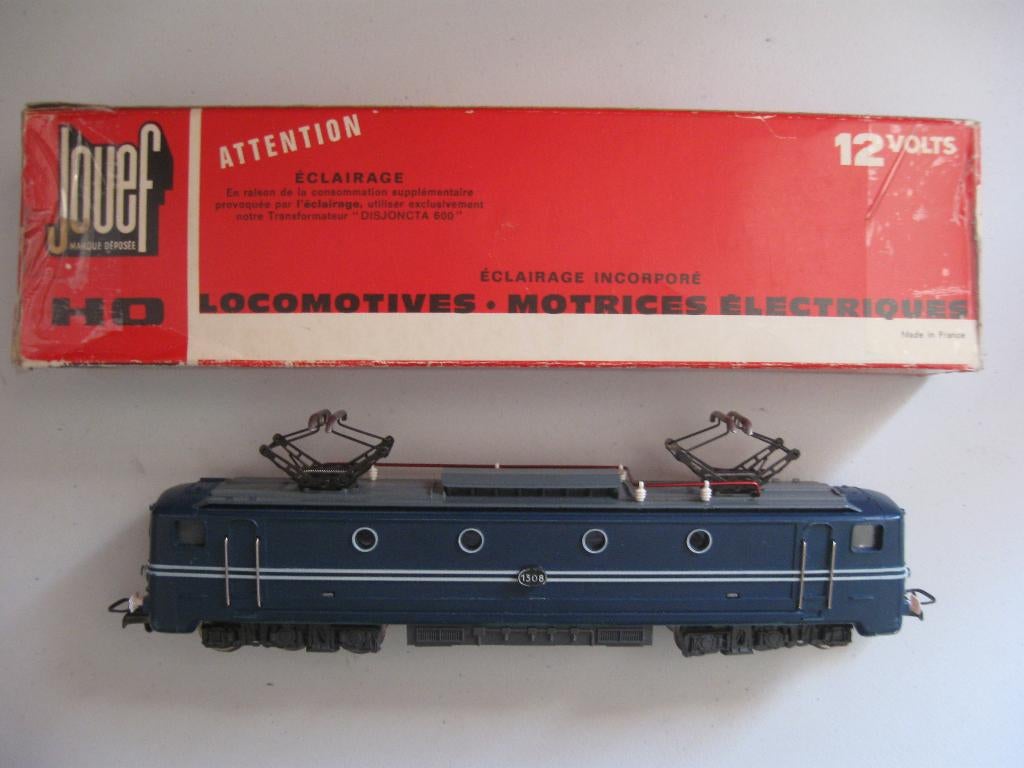 Jouef
MARQUE DÉPOSÉE
HO
ATTENTION
ÉCLAIRAGE
En raison de la consommation supplémentaire
provoquée par l'éclairage, utiliser exclusivement
notre Transformateur "DISJONCTA 600"
12 VOLTS
ÉCLAIRAGE INCORPORÉ
LOCOMOTIVES • MOTRICES ÉLECTRIQUES
Made in France
1308